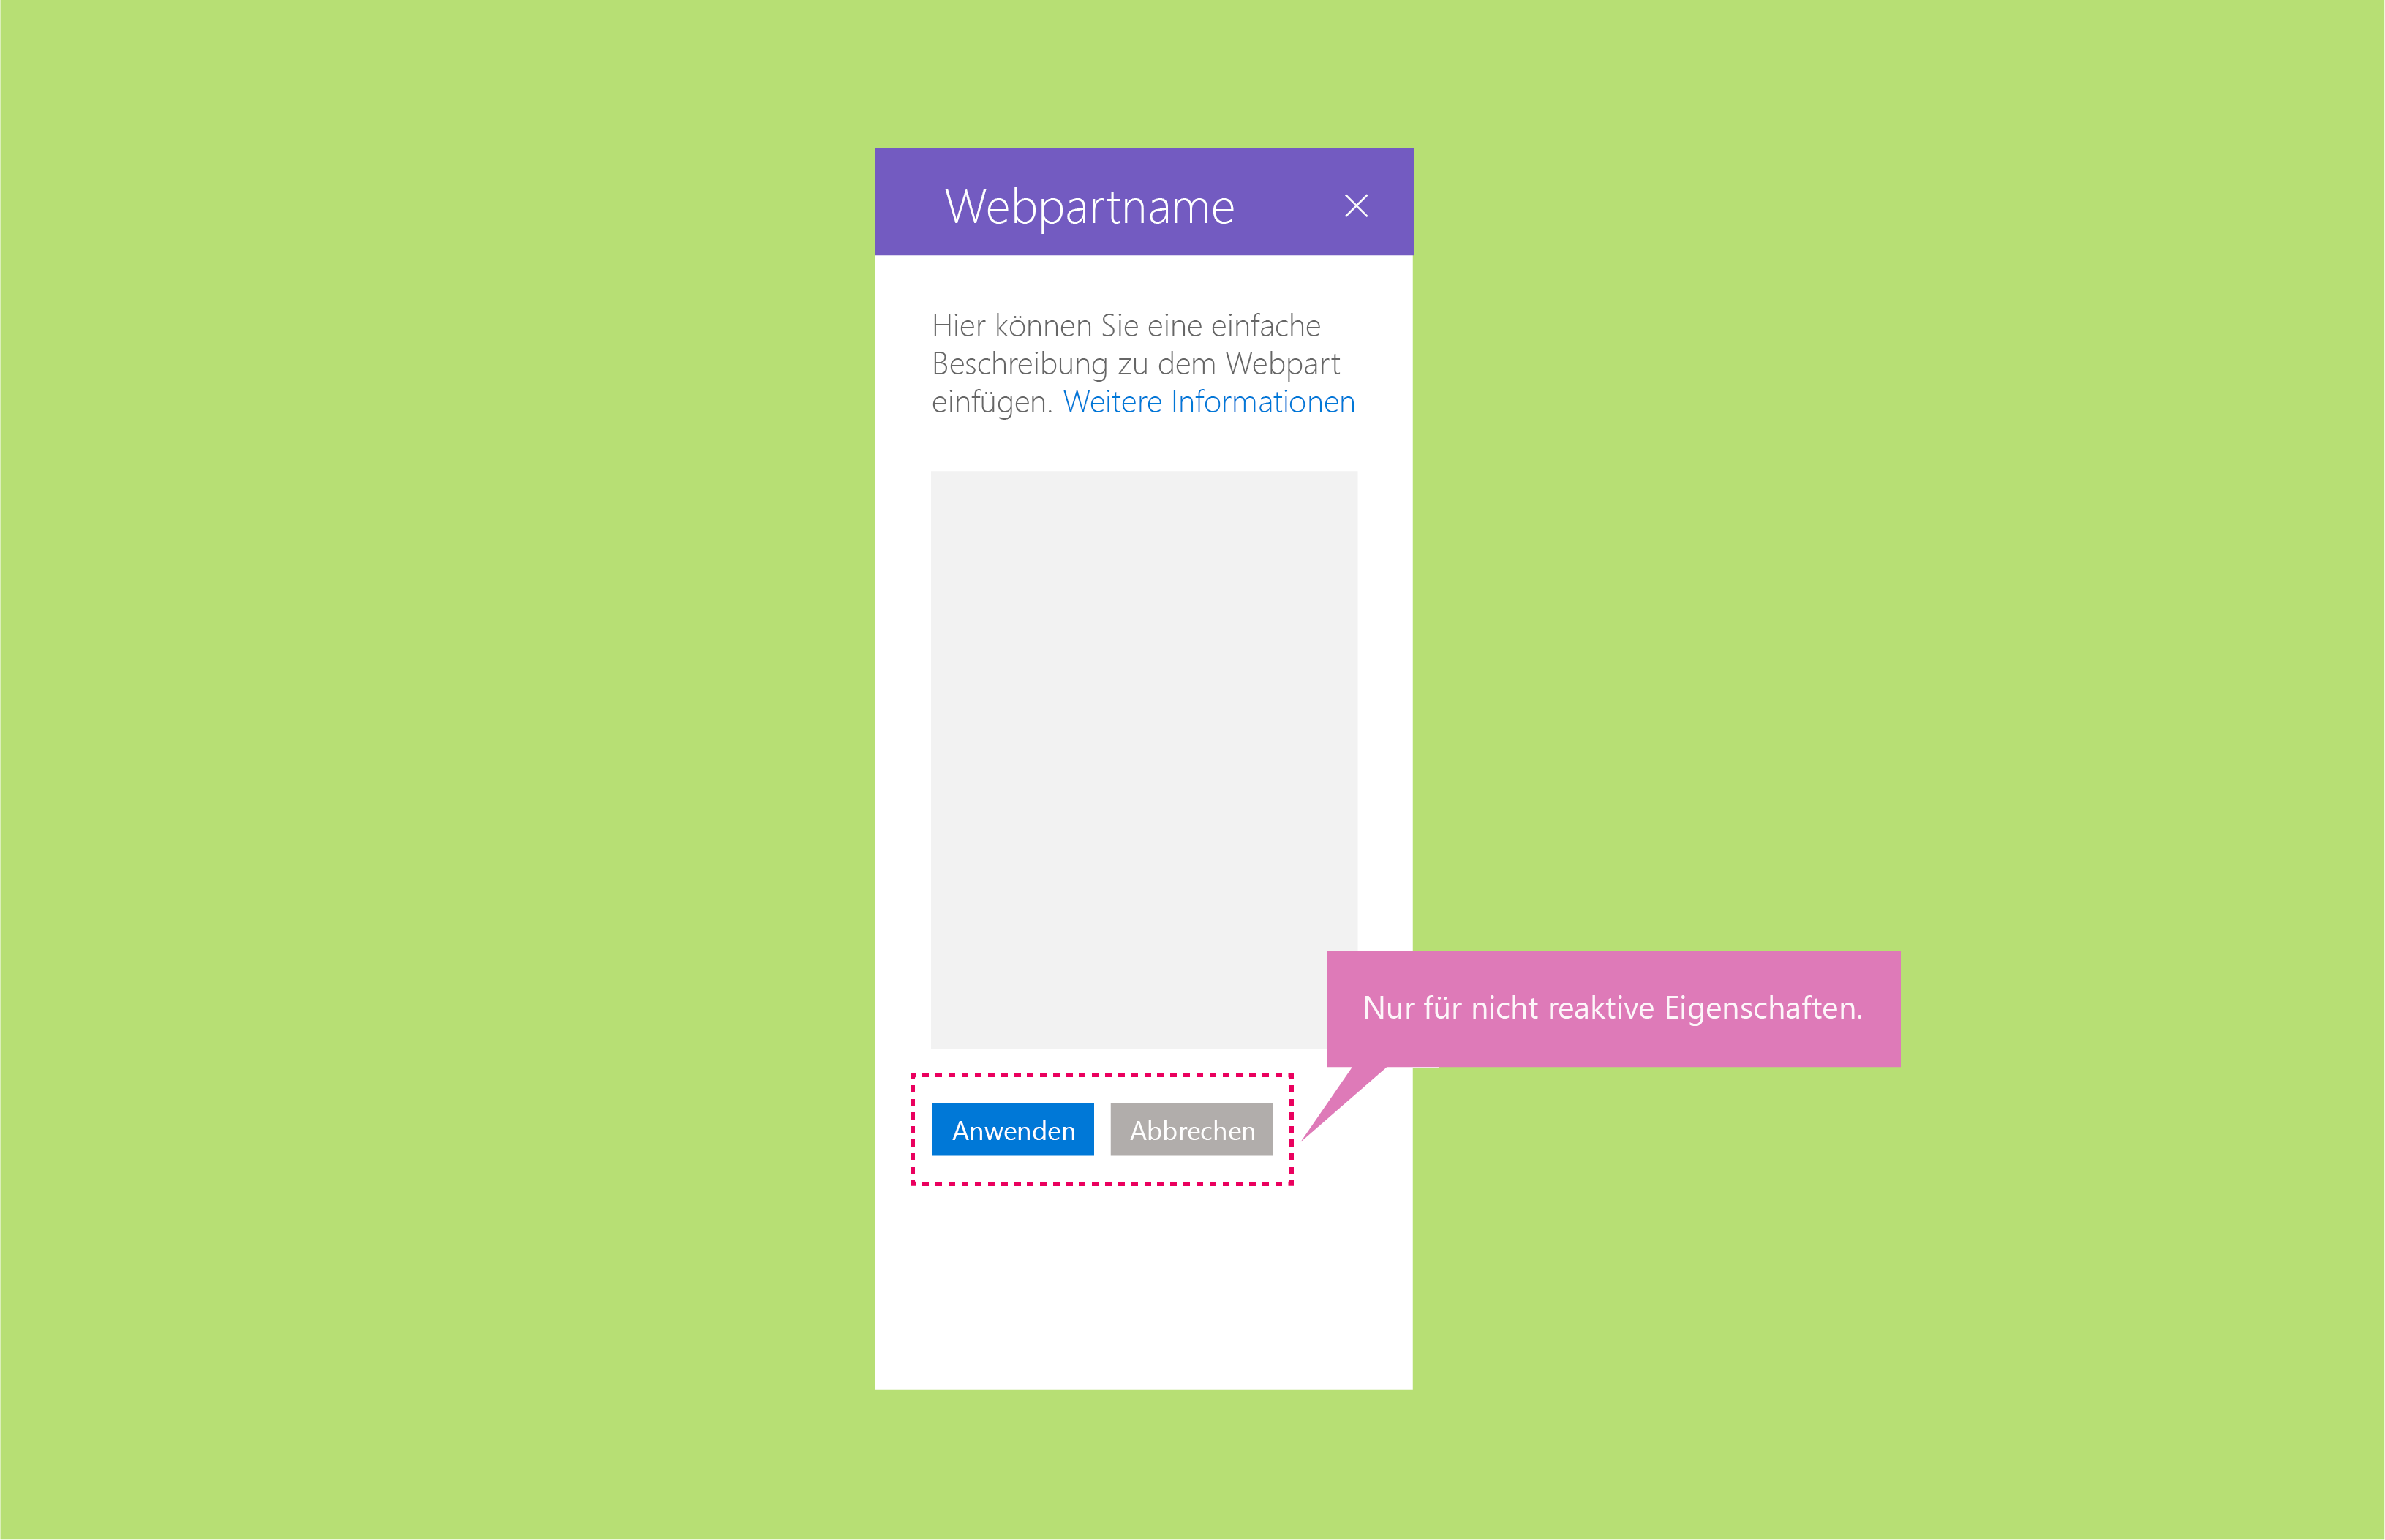 Webpartname
Hier können Sie eine einfache
Beschreibung zu dem Webpart
einfügen. Weitere Informationen
Nur für nicht reaktive Eigenschaften.
Anwenden Abbrechen